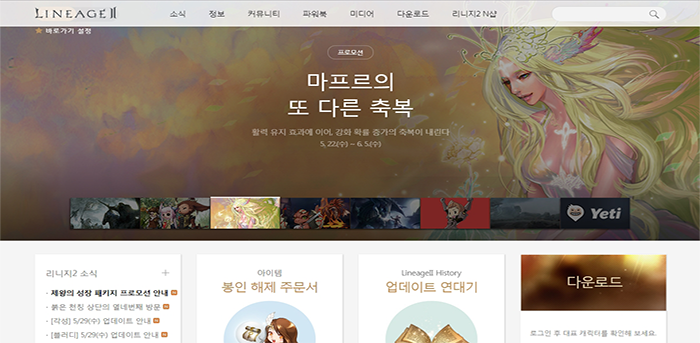 LINEAGE II
소식 정보 커뮤니티 파워북 미디어 다운로드 리니지2 N샵
바로가기 설정
프로모션
마프르의
또 다른 축복
활력 유지 효과에 이어, 강화 확률 증가의 축복이 내린다
5. 22(수) ~ 6. 5(수)
Yeti
리니지2 소식 +
· 제왕의 성장 패키지 프로모션 안내 N
· 붉은 천칭 상단의 열네번째 방문 N
· [각성] 5/29(수) 업데이트 안내 N
· [블러디] 5/29(수) 업데이트 안내 N
아이템
봉인 해제 주문서
LineageII History
업데이트 연대기
다운로드
로그인 후 대표 캐릭터를 확인해 보세요.